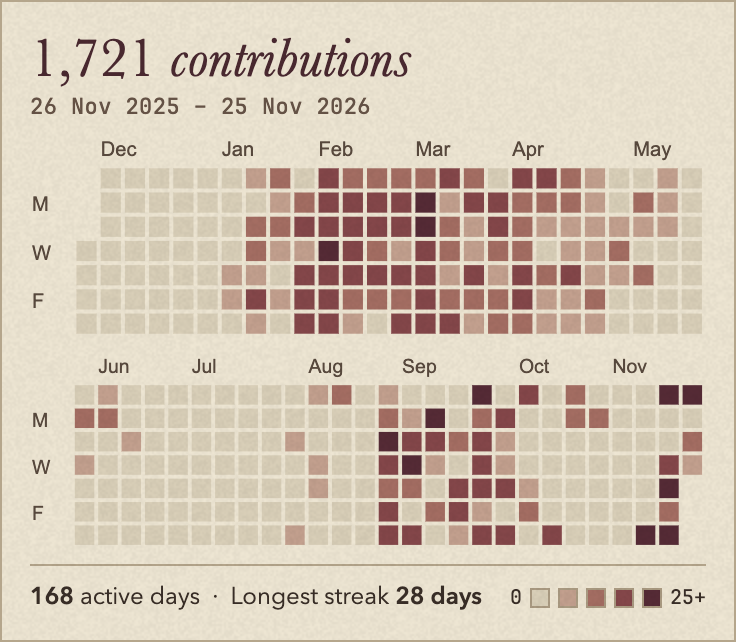 1,721 contributions
26 Nov 2025 – 25 Nov 2026
Dec Jan Feb Mar Apr May
M
W
F
Jun Jul Aug Sep Oct Nov
M
W
F
168 active days · Longest streak 28 days 0 25+